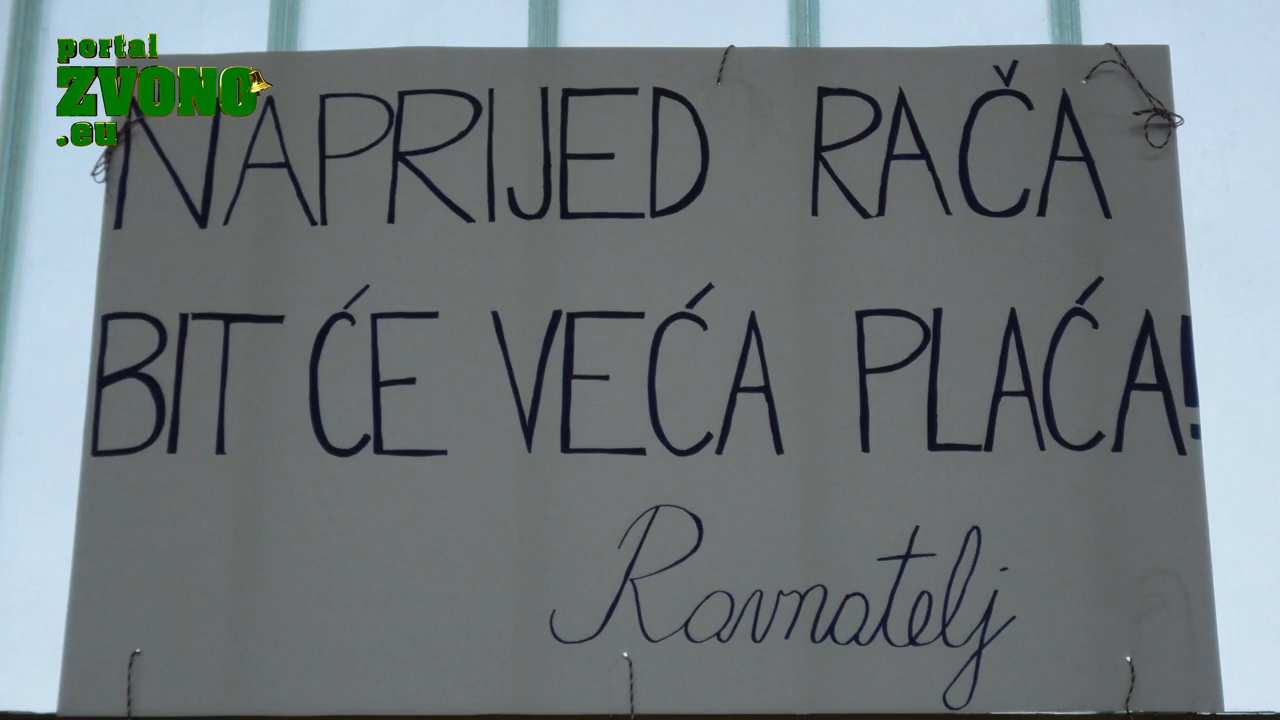 portal
ZVONO
.eu
NAPRIJED RAČA
BIT ĆE VEĆA PLAĆA!
Ravnatelj